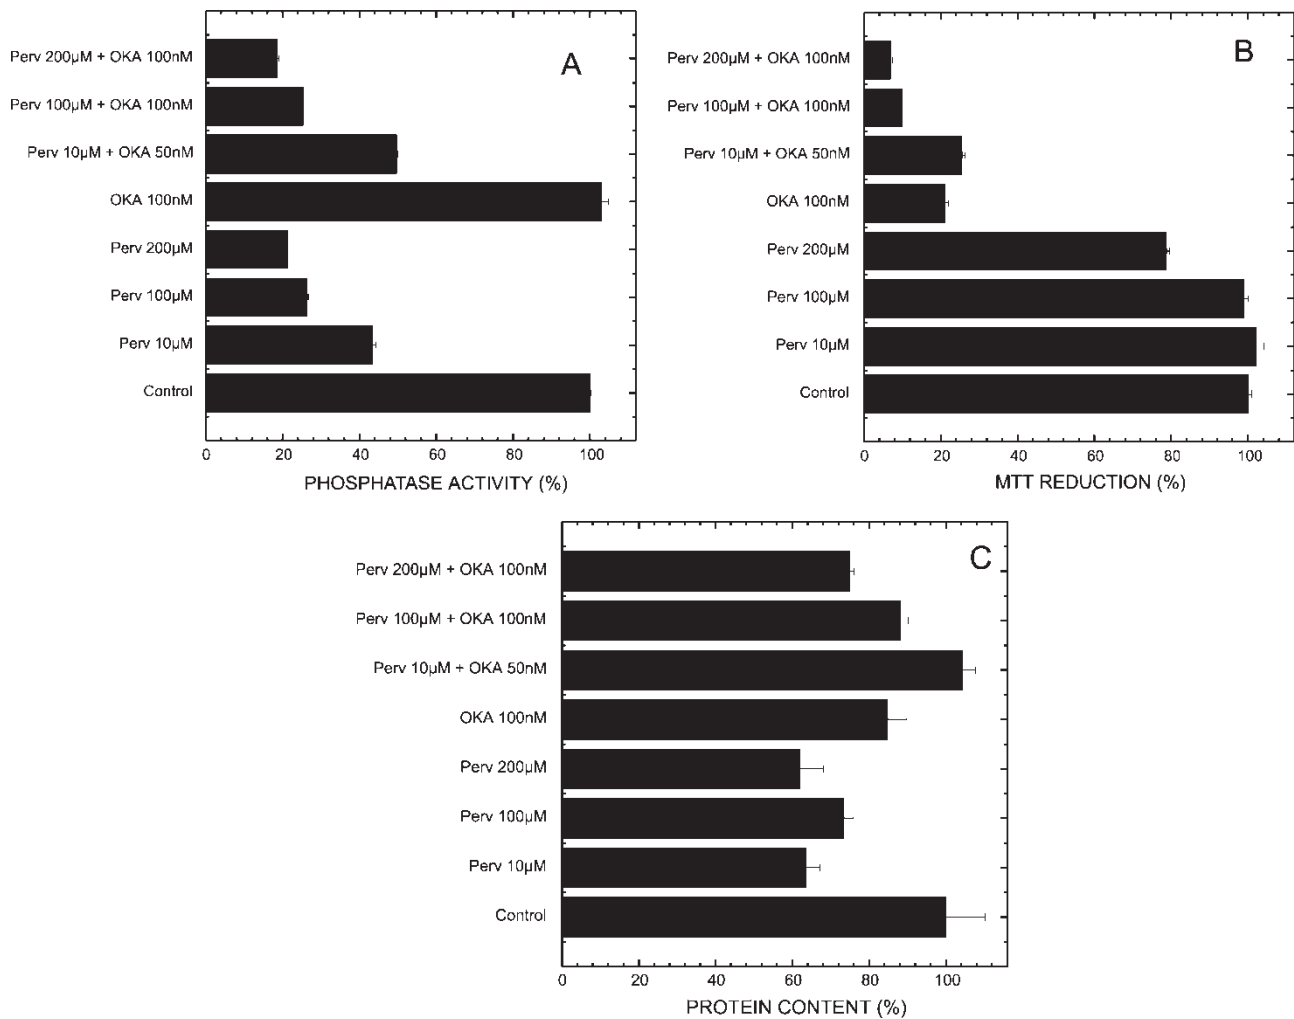 A
Perv 200µM + OKA 100nM
Perv 100µM + OKA 100nM
Perv 10µM + OKA 50nM
OKA 100nM
Perv 200µM
Perv 100µM
Perv 10µM
Control
0 20 40 60 80 100
PHOSPHATASE ACTIVITY (%)
B
Perv 200µM + OKA 100nM
Perv 100µM + OKA 100nM
Perv 10µM + OKA 50nM
OKA 100nM
Perv 200µM
Perv 100µM
Perv 10µM
Control
0 20 40 60 80 100
MTT REDUCTION (%)
C
Perv 200µM + OKA 100nM
Perv 100µM + OKA 100nM
Perv 10µM + OKA 50nM
OKA 100nM
Perv 200µM
Perv 100µM
Perv 10µM
Control
0 20 40 60 80 100
PROTEIN CONTENT (%)